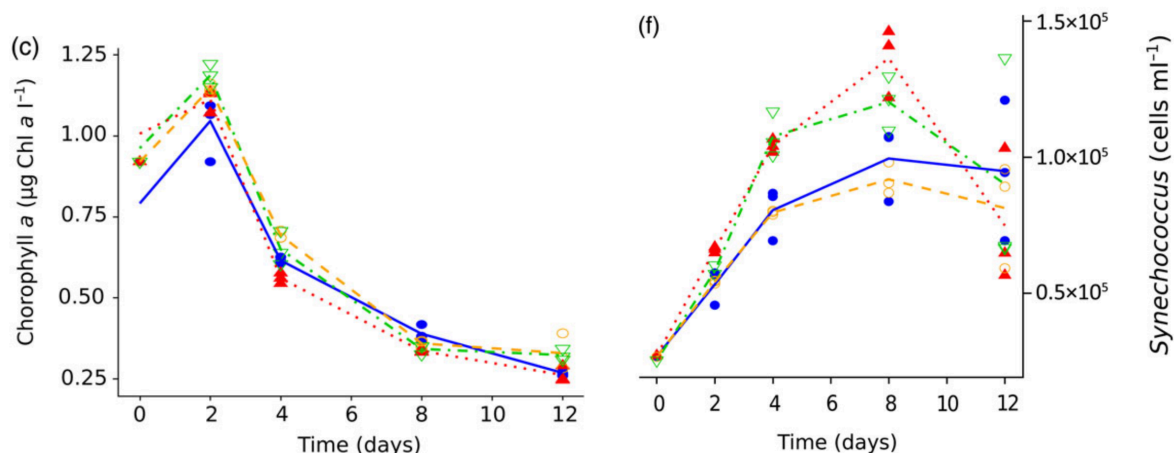 (c)
Chorophyll a (µg Chl a l⁻¹)
1.25
1.00
0.75
0.50
0.25
0 2 4 6 8 10 12
Time (days)
(f)
1.5×10⁵
1.0×10⁵
0.5×10⁵
Synechococcus (cells ml⁻¹)
0 2 4 6 8 10 12
Time (days)